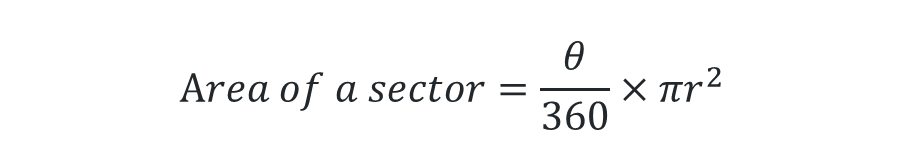 Area of a sector = θ/360 × πr²